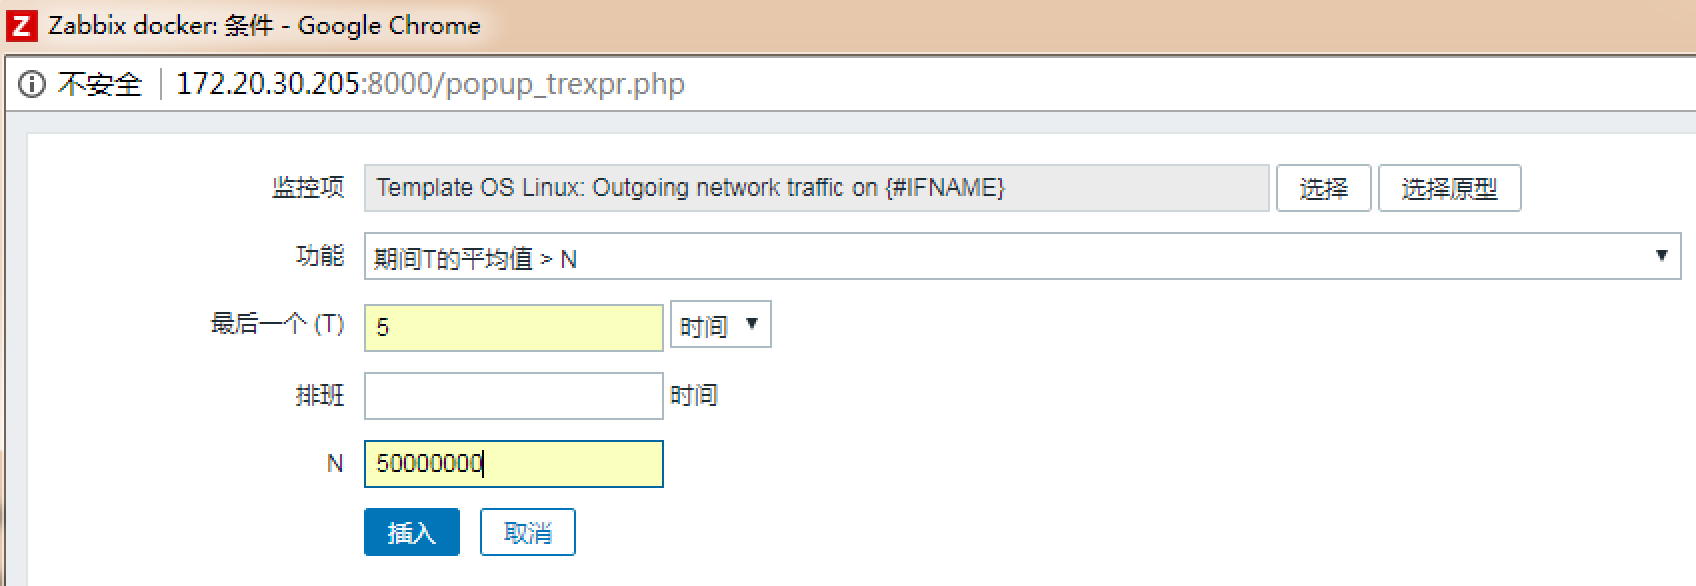 Z Zabbix docker: 条件 - Google Chrome
不安全 | 172.20.30.205:8000/popup_trexpr.php
监控项 Template OS Linux: Outgoing network traffic on {#IFNAME} 选择 选择原型
功能 期间T的平均值 > N
最后一个 (T) 5 时间
排班 时间
N 50000000
插入 取消